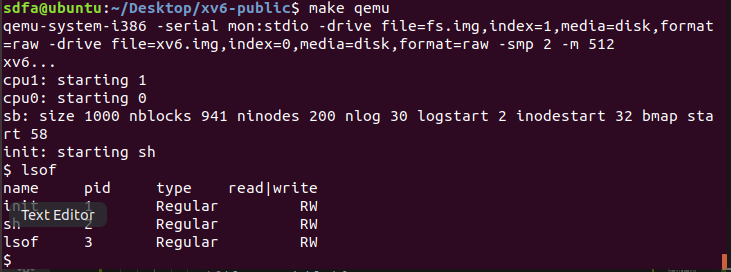 sdfa@ubuntu:~/Desktop/xv6-public$ make qemu
qemu-system-i386 -serial mon:stdio -drive file=fs.img,index=1,media=disk,format
=raw -drive file=xv6.img,index=0,media=disk,format=raw -smp 2 -m 512
xv6...
cpu1: starting 1
cpu0: starting 0
sb: size 1000 nblocks 941 ninodes 200 nlog 30 logstart 2 inodestart 32 bmap sta
rt 58
init: starting sh
$ lsof
name pid type read|write
init 1 Regular RW
Text Editor
sh 2 Regular RW
lsof 3 Regular RW
$